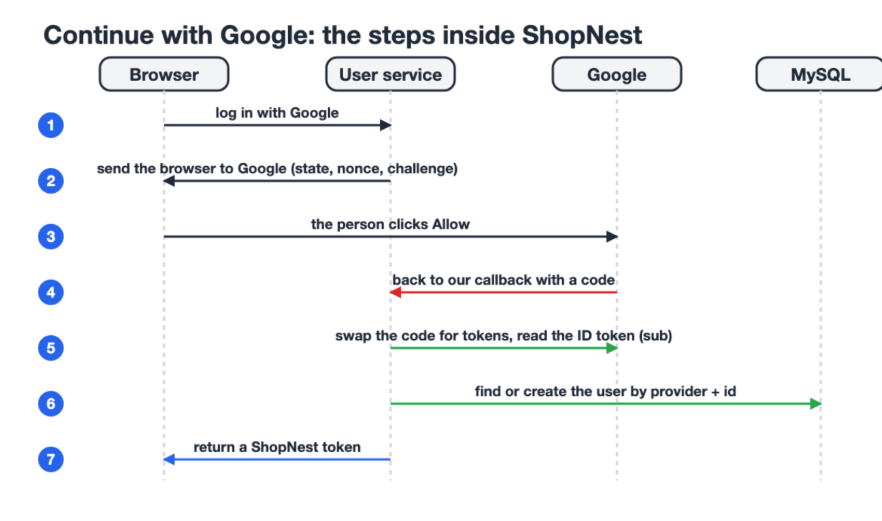 Continue with Google: the steps inside ShopNest
Browser
User service
Google
MySQL
1
log in with Google
2
send the browser to Google (state, nonce, challenge)
3
the person clicks Allow
4
back to our callback with a code
5
swap the code for tokens, read the ID token (sub)
6
find or create the user by provider + id
7
return a ShopNest token